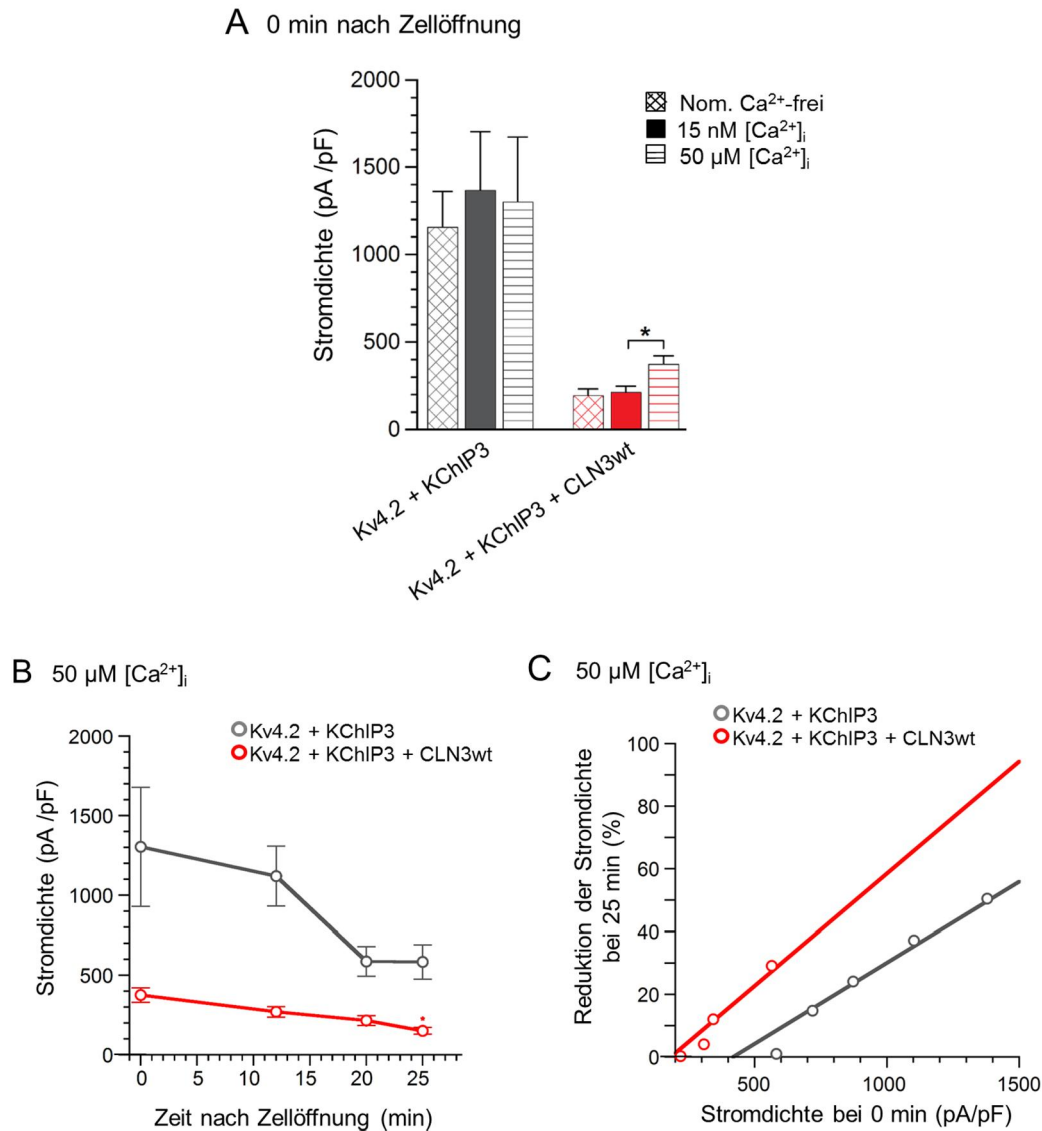 A 0 min nach Zellöffnung
2000
1500
1000
500
0
Stromdichte (pA /pF)
Nom. Ca²⁺-frei
15 nM [Ca²⁺]ᵢ
50 µM [Ca²⁺]ᵢ
*
Kv4.2 + KChIP3
Kv4.2 + KChIP3 + CLN3wt
B 50 µM [Ca²⁺]ᵢ
Kv4.2 + KChIP3
Kv4.2 + KChIP3 + CLN3wt
2000
1500
1000
500
0
Stromdichte (pA /pF)
*
0 5 10 15 20 25
Zeit nach Zellöffnung (min)
C 50 µM [Ca²⁺]ᵢ
Kv4.2 + KChIP3
Kv4.2 + KChIP3 + CLN3wt
100
80
60
40
20
0
Reduktion der Stromdichte
bei 25 min (%)
500 1000 1500
Stromdichte bei 0 min (pA/pF)